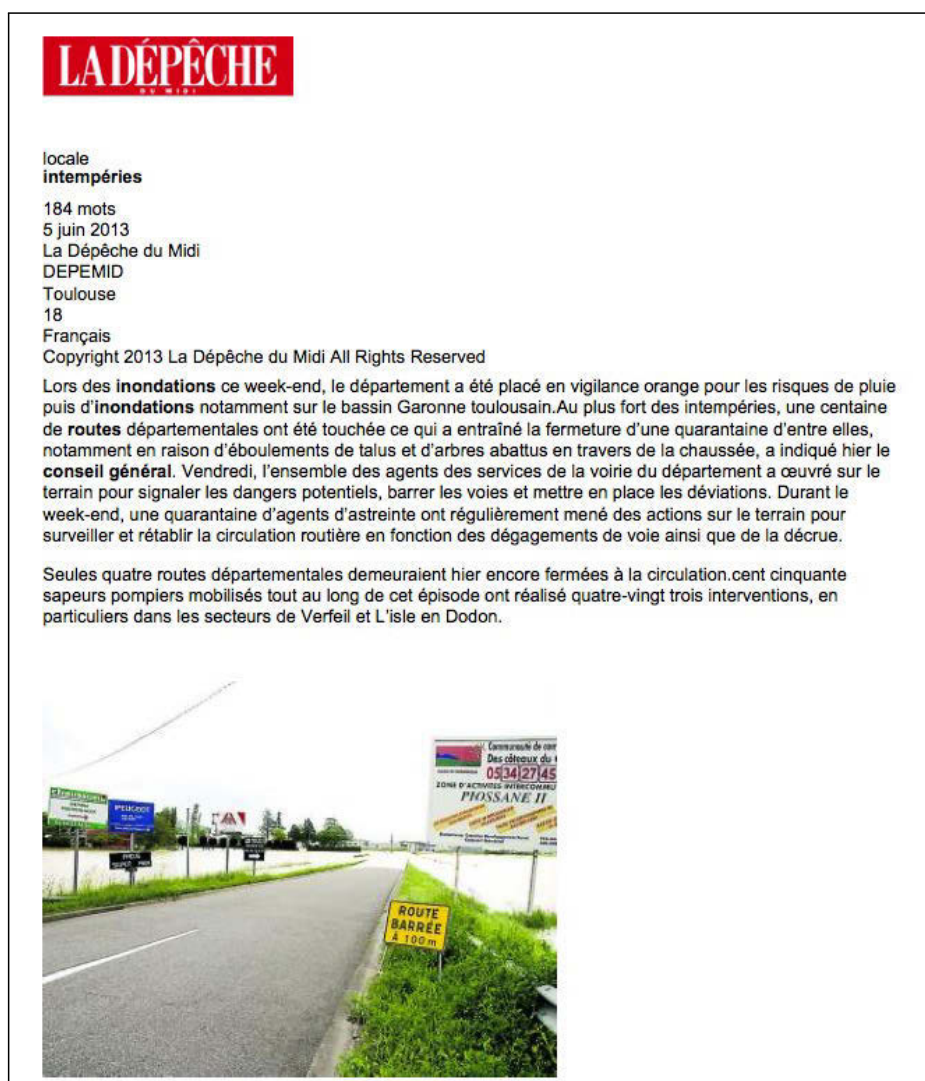 LA DÉPÊCHE
DU MIDI
locale
intempéries
184 mots
5 juin 2013
La Dépêche du Midi
DEPEMID
Toulouse
18
Français
Copyright 2013 La Dépêche du Midi All Rights Reserved
Lors des inondations ce week-end, le département a été placé en vigilance orange pour les risques de pluie
puis d'inondations notamment sur le bassin Garonne toulousain.Au plus fort des intempéries, une centaine
de routes départementales ont été touchée ce qui a entraîné la fermeture d'une quarantaine d'entre elles,
notamment en raison d'éboulements de talus et d'arbres abattus en travers de la chaussée, a indiqué hier le
conseil général. Vendredi, l'ensemble des agents des services de la voirie du département a œuvré sur le
terrain pour signaler les dangers potentiels, barrer les voies et mettre en place les déviations. Durant le
week-end, une quarantaine d'agents d'astreinte ont régulièrement mené des actions sur le terrain pour
surveiller et rétablir la circulation routière en fonction des dégagements de voie ainsi que de la décrue.
Seules quatre routes départementales demeuraient hier encore fermées à la circulation.cent cinquante
sapeurs pompiers mobilisés tout au long de cet épisode ont réalisé quatre-vingt trois interventions, en
particuliers dans les secteurs de Verfeil et L'isle en Dodon.
Communauté de com
Des côteaux du
05 34 27 45
ZONE D'ACTIVITES INTERCOMMU
PIOSSANE II
PEUGEOT
ROUTE
BARRÉE
À 100 m